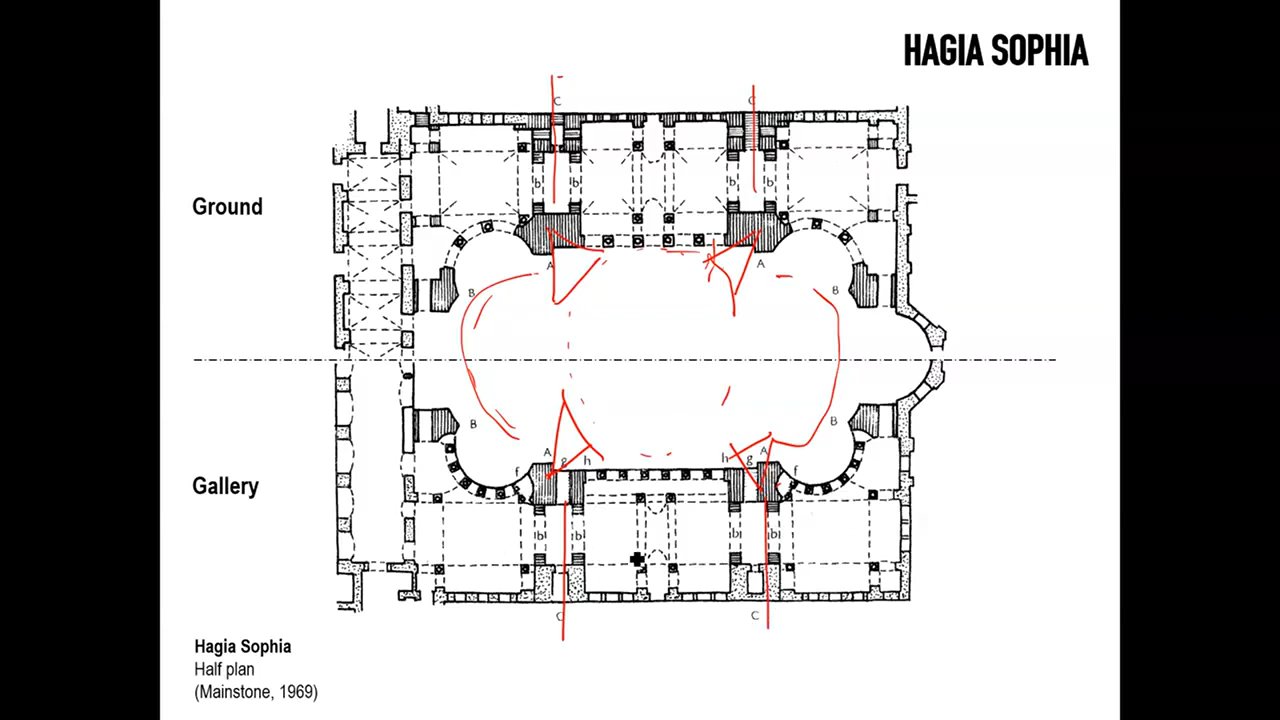 HAGIA SOPHIA
C C
Ground
b b b b
A A
B B
B B
A A
g h h g
f f
Gallery
b b b b
C C
Hagia Sophia
Half plan
(Mainstone, 1969)